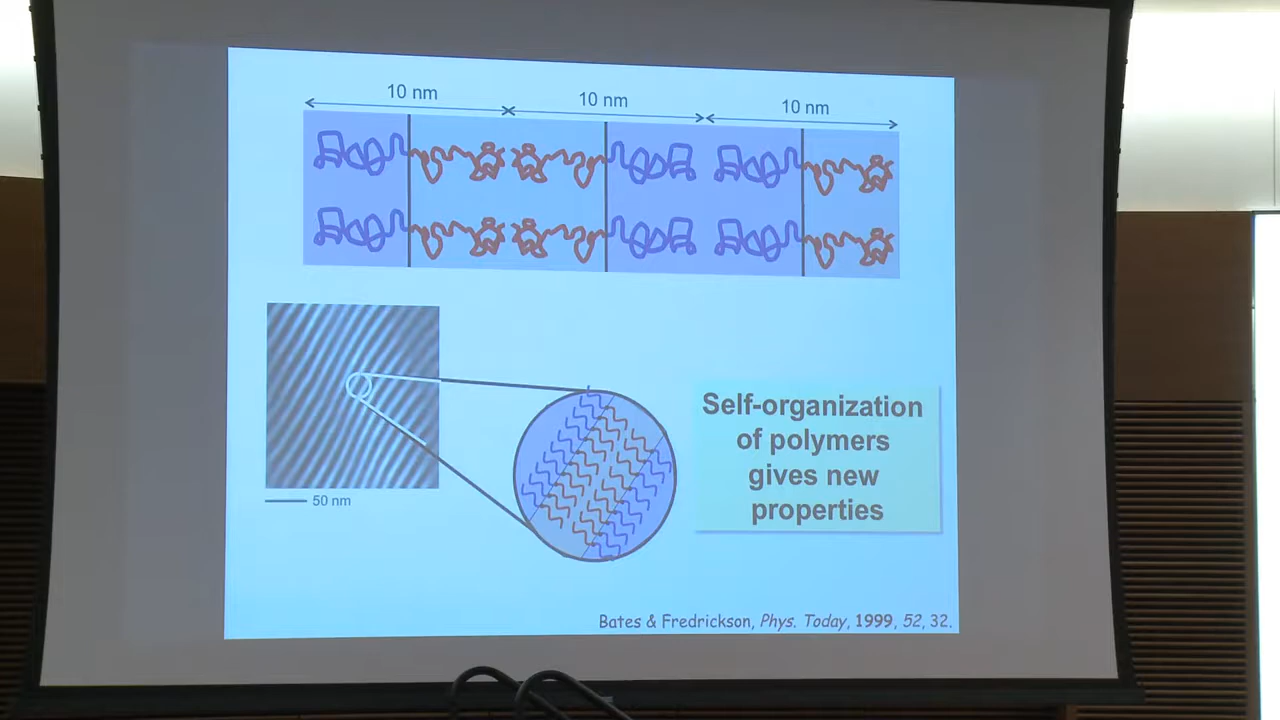 10 nm
10 nm
10 nm
50 nm
Self-organization
of polymers
gives new
properties
Bates & Fredrickson, Phys. Today, 1999, 52, 32.